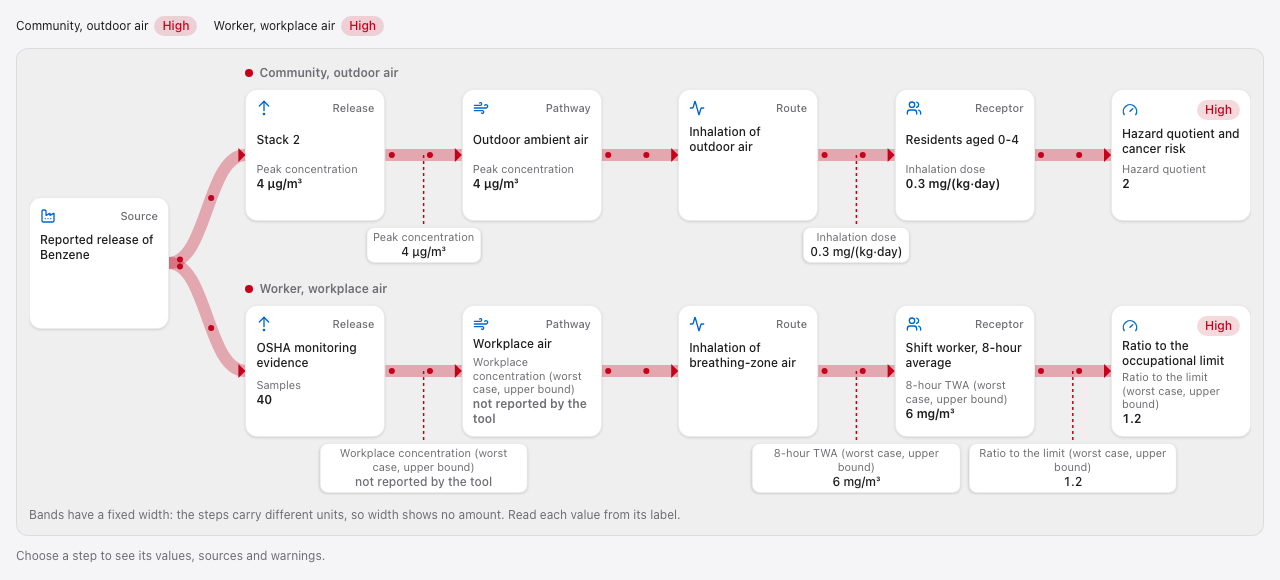 Community, outdoor air High Worker, workplace air High
Community, outdoor air
Source
Reported release of
Benzene
Release
Stack 2
Peak concentration
4 µg/m³
Pathway
Outdoor ambient air
Peak concentration
4 µg/m³
Route
Inhalation of
outdoor air
Receptor
Residents aged 0-4
Inhalation dose
0.3 mg/(kg·day)
High
Hazard quotient and
cancer risk
Hazard quotient
2
Peak concentration
4 µg/m³
Inhalation dose
0.3 mg/(kg·day)
Worker, workplace air
Release
OSHA monitoring
evidence
Samples
40
Pathway
Workplace air
Workplace
concentration (worst
case, upper bound)
not reported by the
tool
Route
Inhalation of
breathing-zone air
Receptor
Shift worker, 8-hour
average
8-hour TWA (worst
case, upper bound)
6 mg/m³
High
Ratio to the
occupational limit
Ratio to the limit
(worst case, upper
bound)
1.2
Workplace concentration (worst
case, upper bound)
not reported by the tool
8-hour TWA (worst case, upper
bound)
6 mg/m³
Ratio to the limit (worst case, upper
bound)
1.2
Bands have a fixed width: the steps carry different units, so width shows no amount. Read each value from its label.
Choose a step to see its values, sources and warnings.